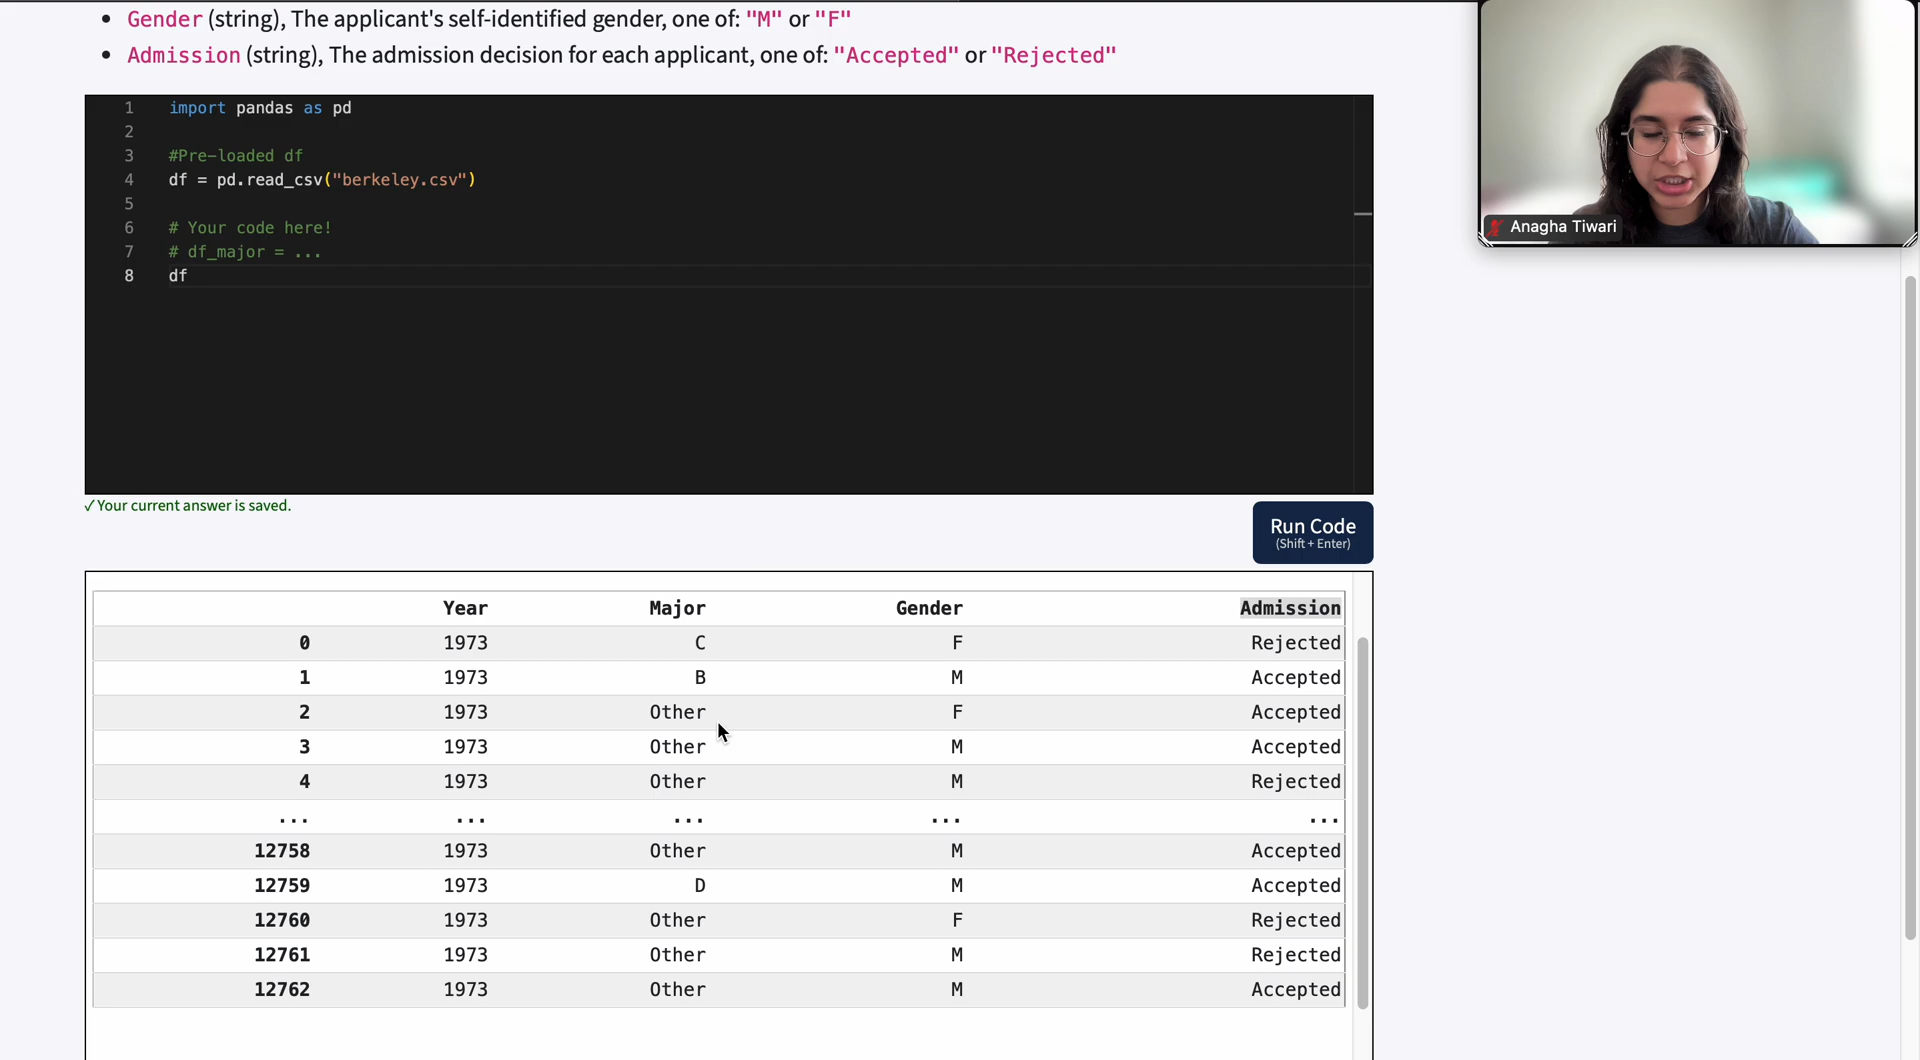 Gender (string), The applicant's self-identified gender, one of: "M" or "F"
Admission (string), The admission decision for each applicant, one of: "Accepted" or "Rejected"
1 import pandas as pd
2
3 #Pre-loaded df
4 df = pd.read_csv("berkeley.csv")
5
6 # Your code here!
7 # df_major = ...
8 df
✓Your current answer is saved.
Run Code
(Shift + Enter)
Year Major Gender Admission
0 1973 C F Rejected
1 1973 B M Accepted
2 1973 Other F Accepted
3 1973 Other M Accepted
4 1973 Other M Rejected
... ... ... ... ...
12758 1973 Other M Accepted
12759 1973 D M Accepted
12760 1973 Other F Rejected
12761 1973 Other M Rejected
12762 1973 Other M Accepted
Anagha Tiwari